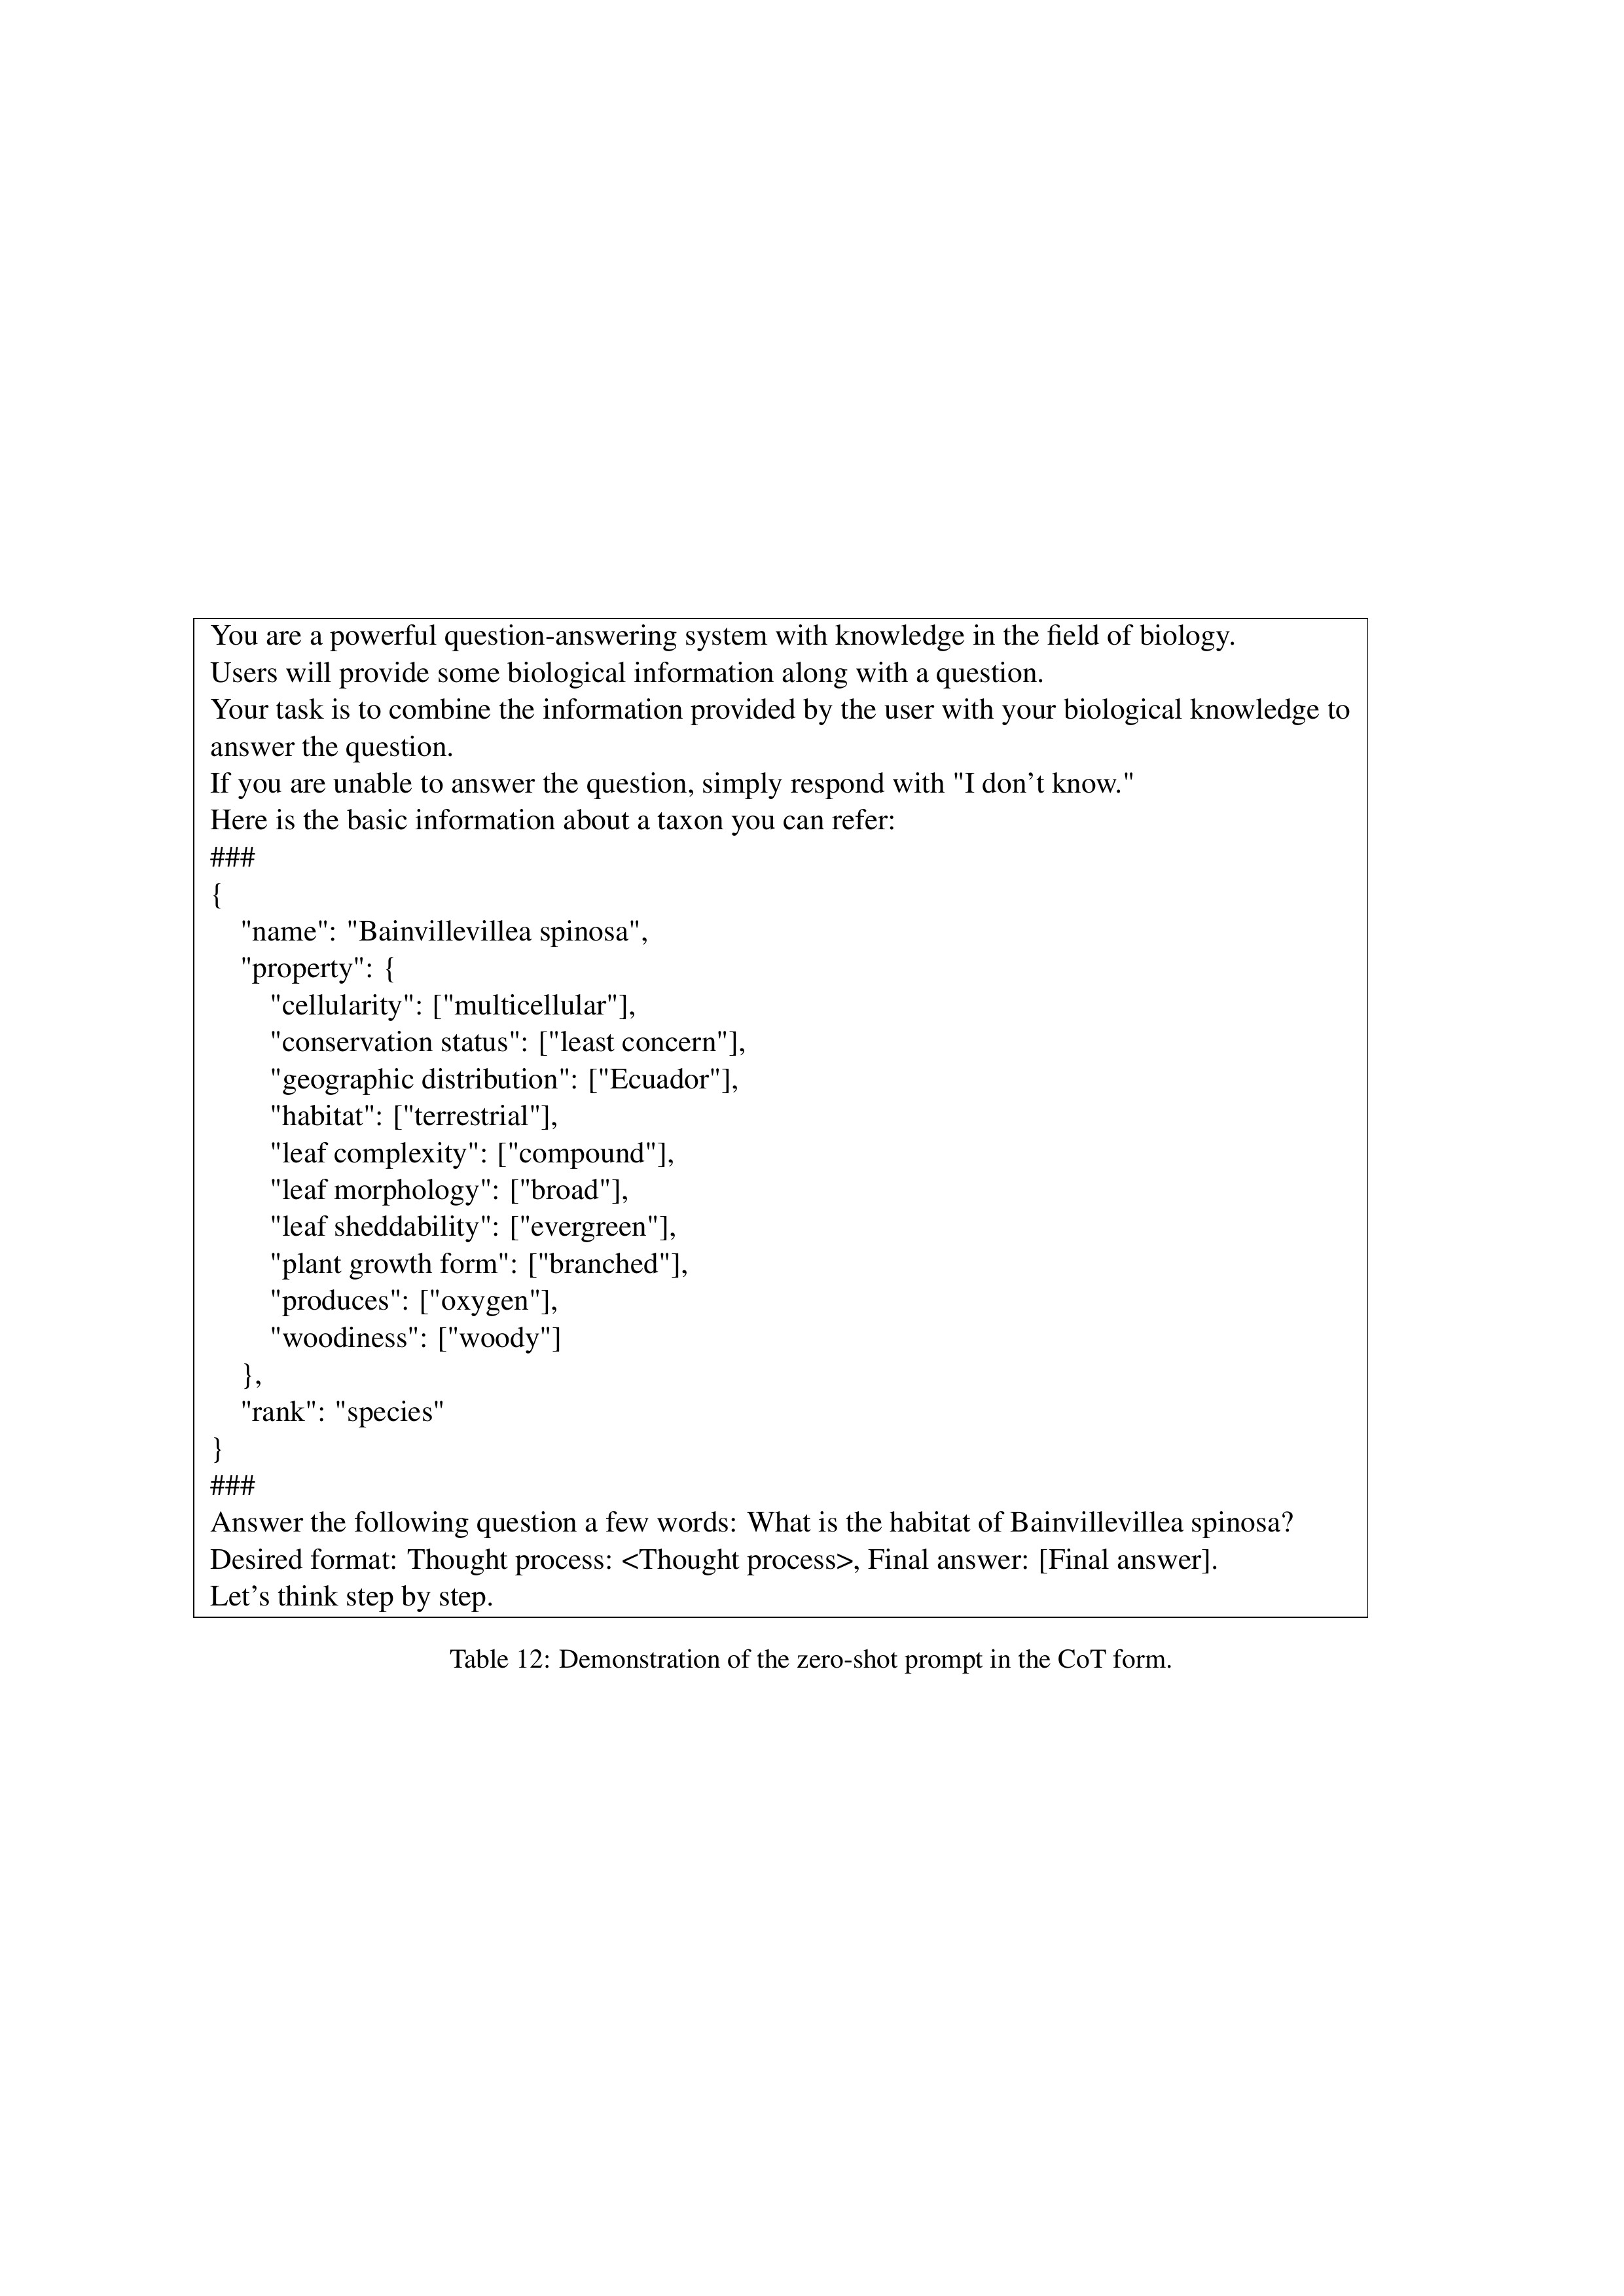 You are a powerful question-answering system with knowledge in the field of biology.
Users will provide some biological information along with a question.
Your task is to combine the information provided by the user with your biological knowledge to
answer the question.
If you are unable to answer the question, simply respond with "I don’t know."
Here is the basic information about a taxon you can refer:
###
{
"name": "Bainvillevillea spinosa",
"property": {
"cellularity": ["multicellular"],
"conservation status": ["least concern"],
"geographic distribution": ["Ecuador"],
"habitat": ["terrestrial"],
"leaf complexity": ["compound"],
"leaf morphology": ["broad"],
"leaf sheddability": ["evergreen"],
"plant growth form": ["branched"],
"produces": ["oxygen"],
"woodiness": ["woody"]
},
"rank": "species"
}
###
Answer the following question a few words: What is the habitat of Bainvillevillea spinosa?
Desired format: Thought process: <Thought process>, Final answer: [Final answer].
Let’s think step by step.
Table 12: Demonstration of the zero-shot prompt in the CoT form.